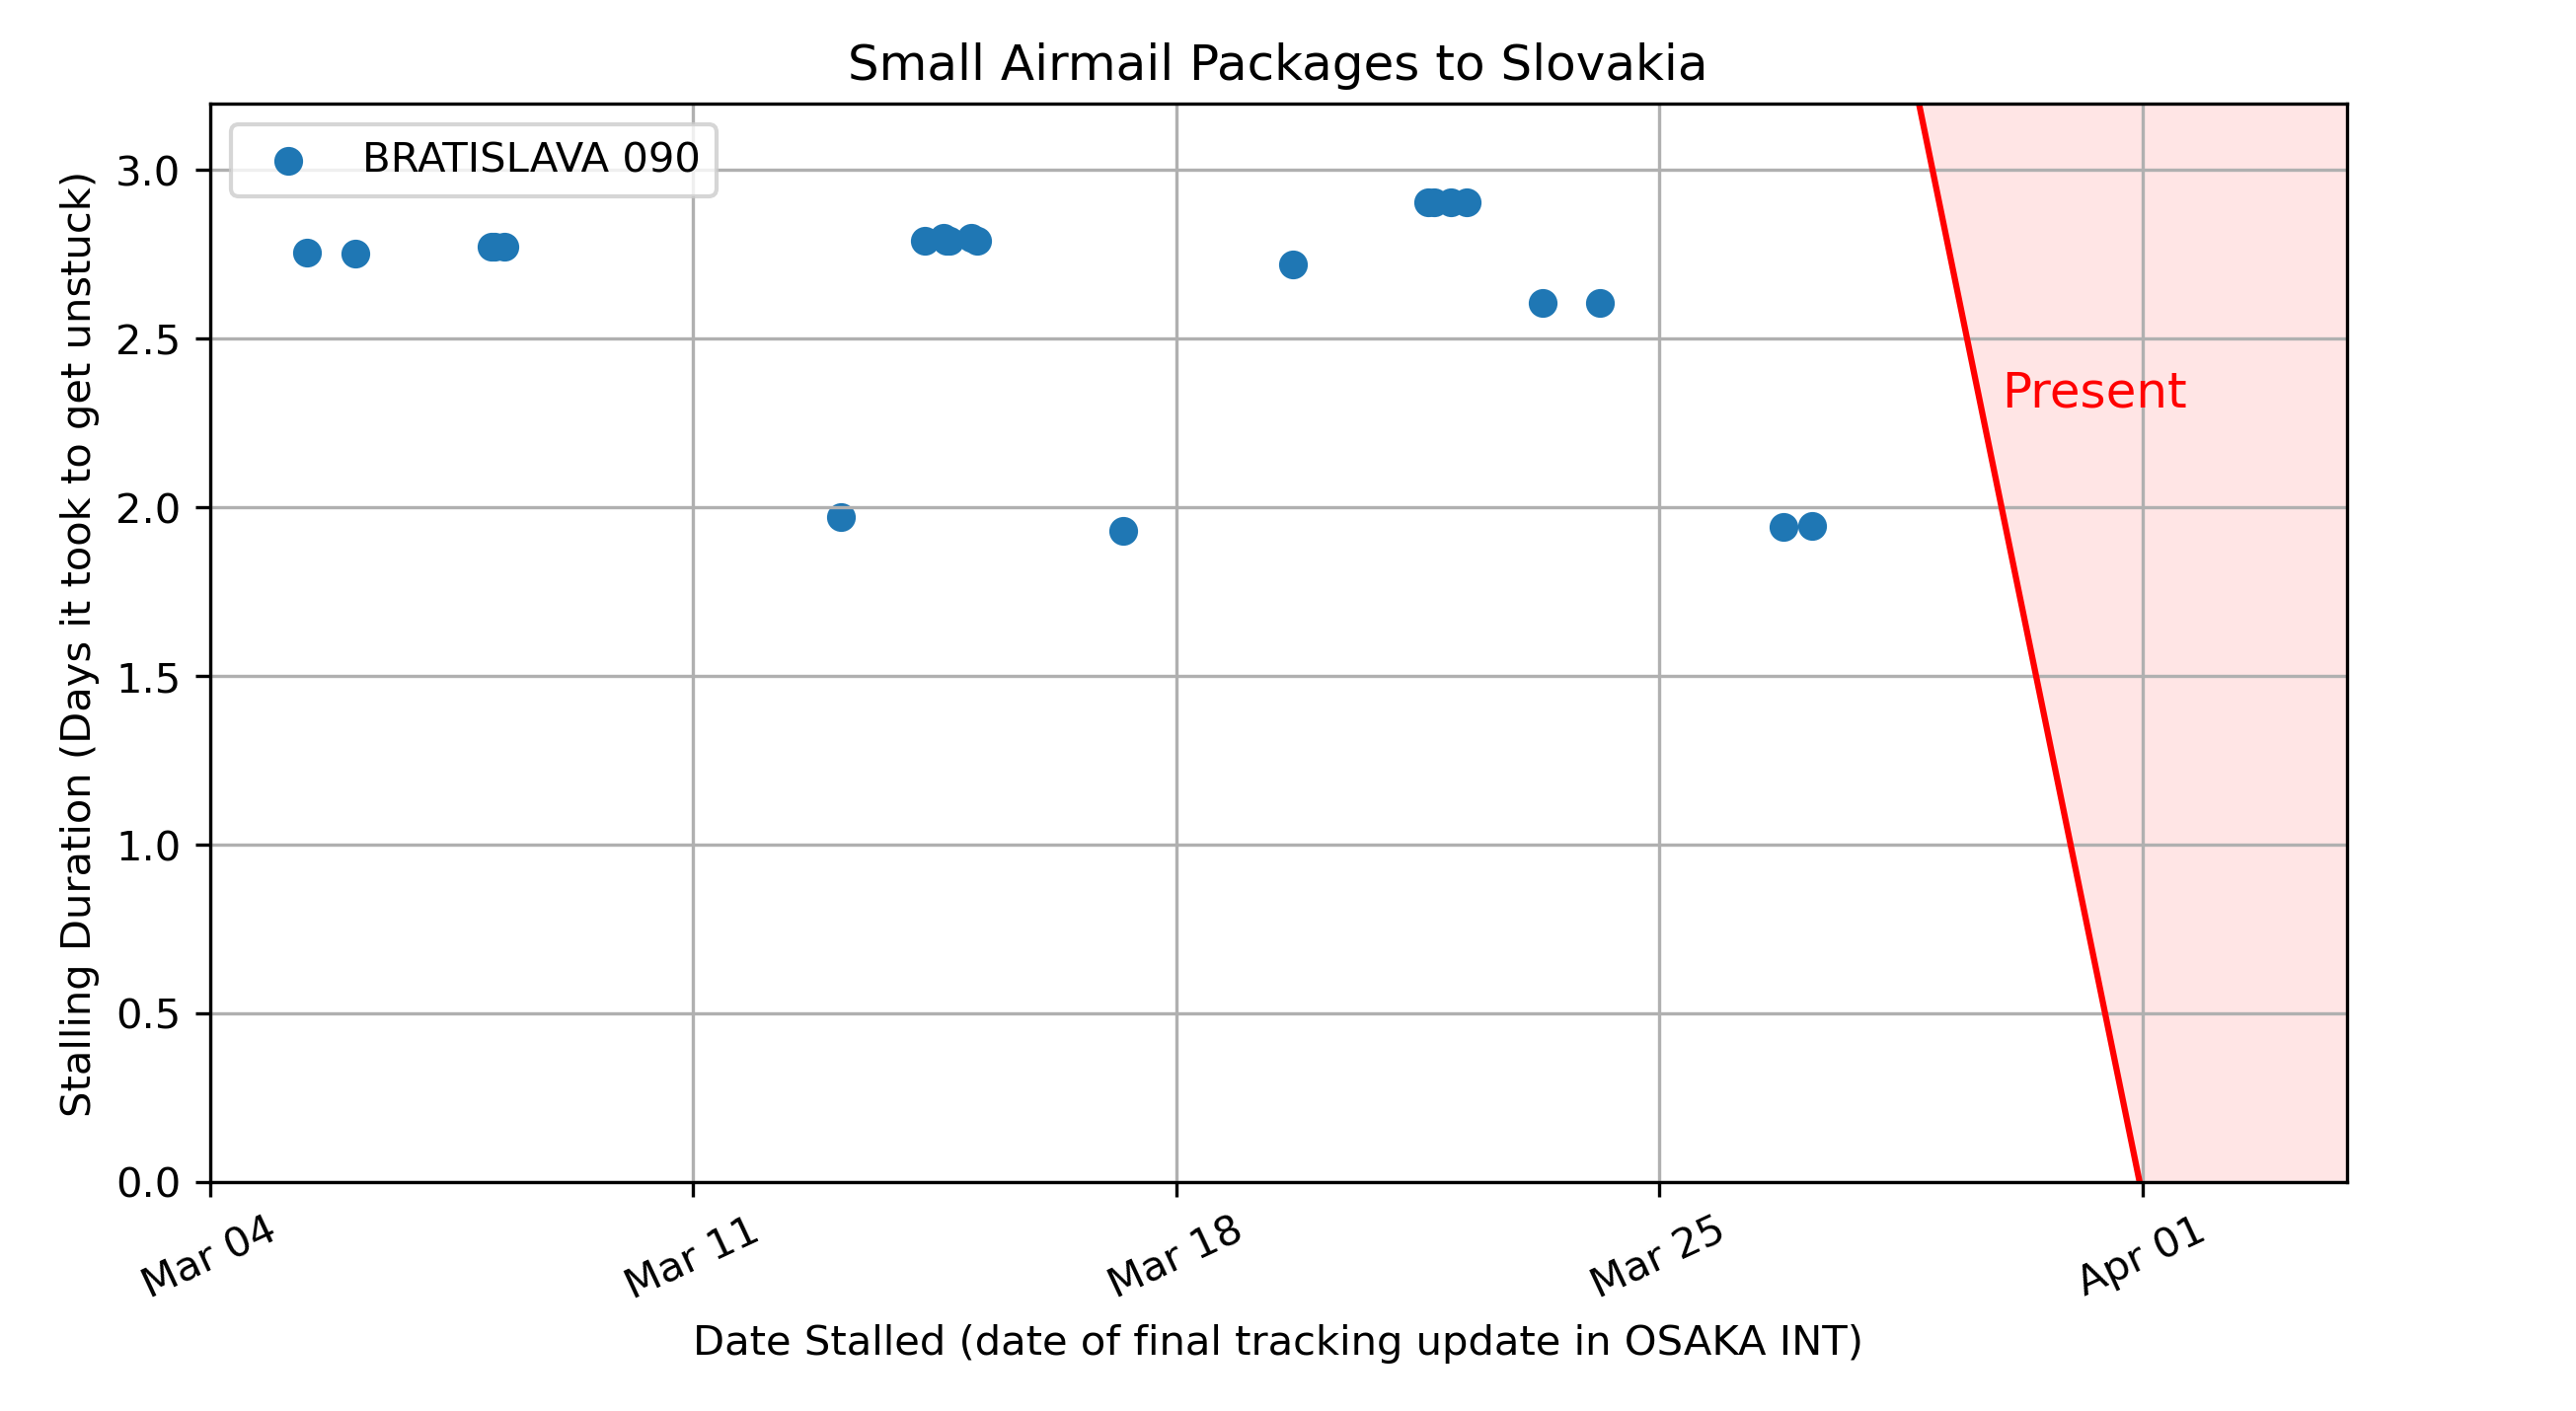 Small Airmail Packages to Slovakia
BRATISLAVA 090
Stalling Duration (Days it took to get unstuck)
3.0
2.5
2.0
1.5
1.0
0.5
0.0
Present
Mar 04
Mar 11
Mar 18
Mar 25
Apr 01
Date Stalled (date of final tracking update in OSAKA INT)